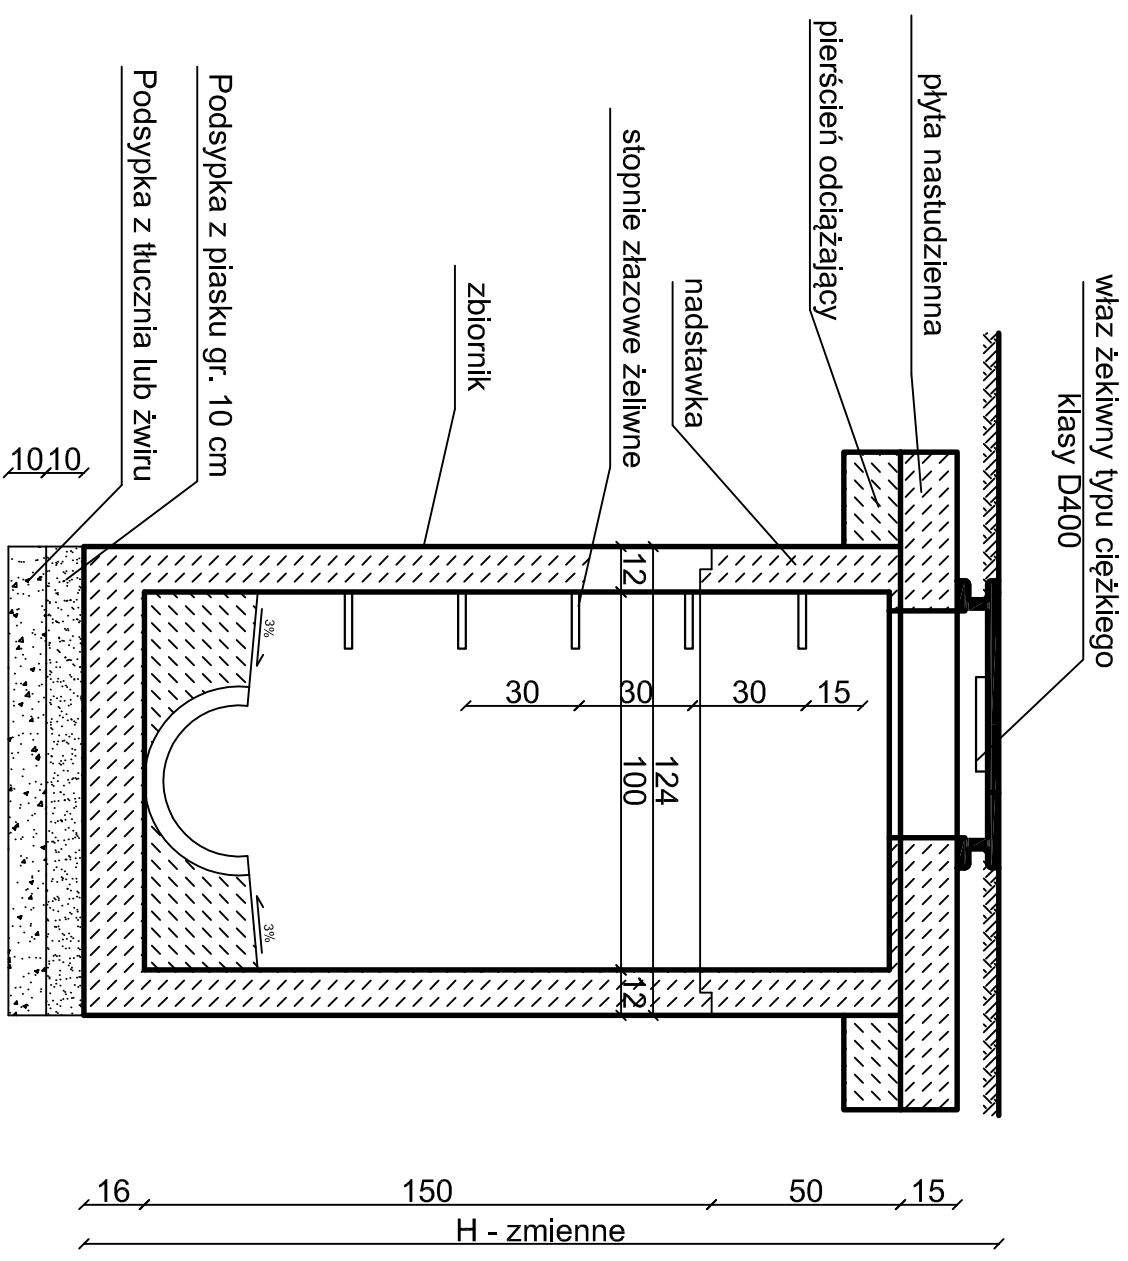 właz żekiwny typu ciężkiego
klasy D400
płyta nastudzienna
pierścień odciążający
nadstawka
stopnie złazowe żeliwne
zbiornik
Podsypka z piasku gr. 10 cm
Podsypka z tłucznia lub żwiru
10
10
12
124
100
12
30
30
30
15
3%
3%
16
150
50
15
H - zmienne